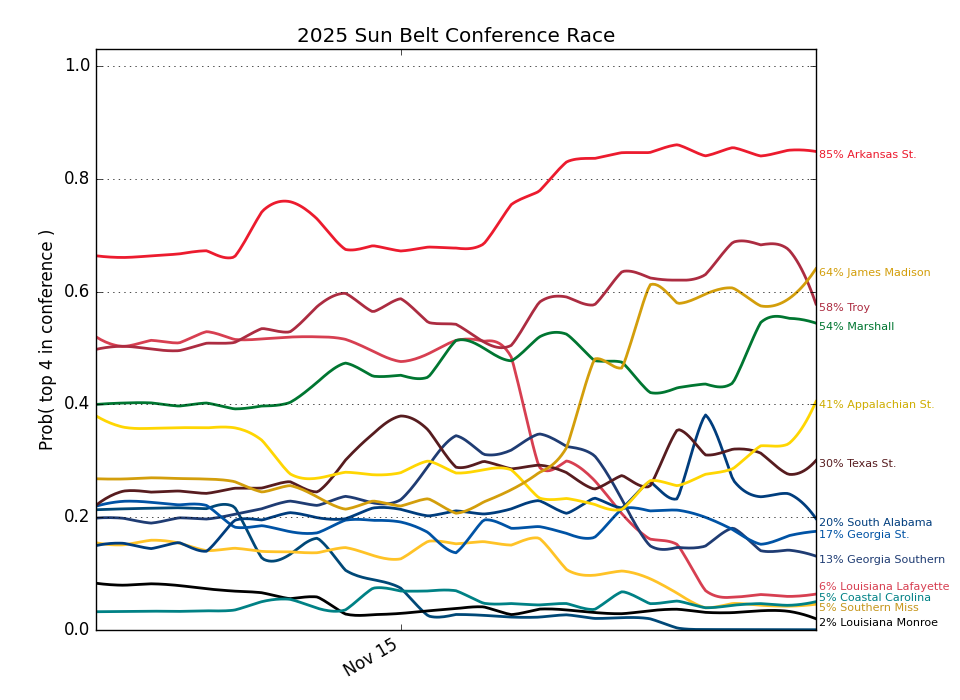 2025 Sun Belt Conference Race
Prob( top 4 in conference )
1.0
0.8
0.6
0.4
0.2
0.0
Nov 15
85% Arkansas St.
64% James Madison
58% Troy
54% Marshall
41% Appalachian St.
30% Texas St.
20% South Alabama
17% Georgia St.
13% Georgia Southern
6% Louisiana Lafayette
5% Coastal Carolina
5% Southern Miss
2% Louisiana Monroe